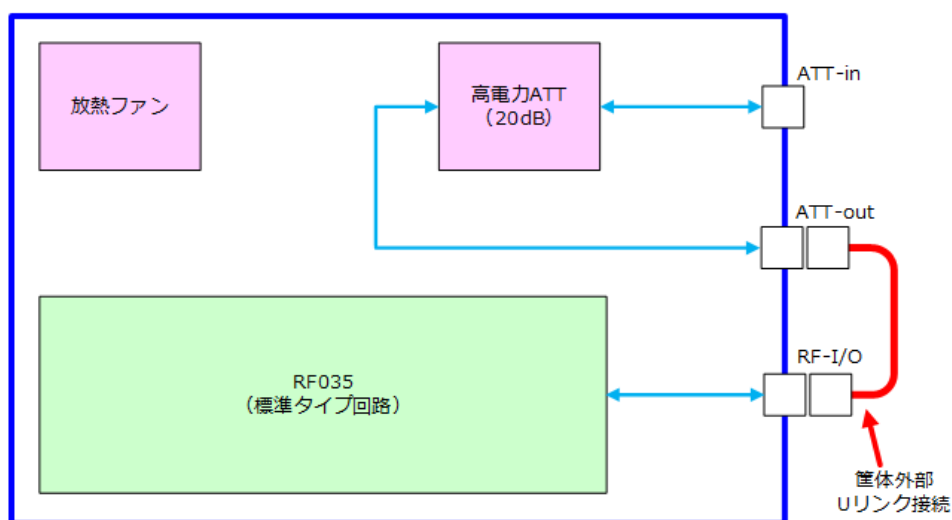 放熱ファン
高電力ATT
（20dB）
ATT-in
ATT-out
RF035
（標準タイプ回路）
RF-I/O
筐体外部
Uリンク接続